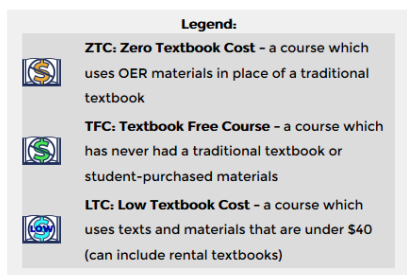 Legend:
ZTC: Zero Textbook Cost - a course which
uses OER materials in place of a traditional
textbook
TFC: Textbook Free Course - a course which
has never had a traditional textbook or
student-purchased materials
LTC: Low Textbook Cost - a course which
LOW
uses texts and materials that are under $40
(can include rental textbooks)